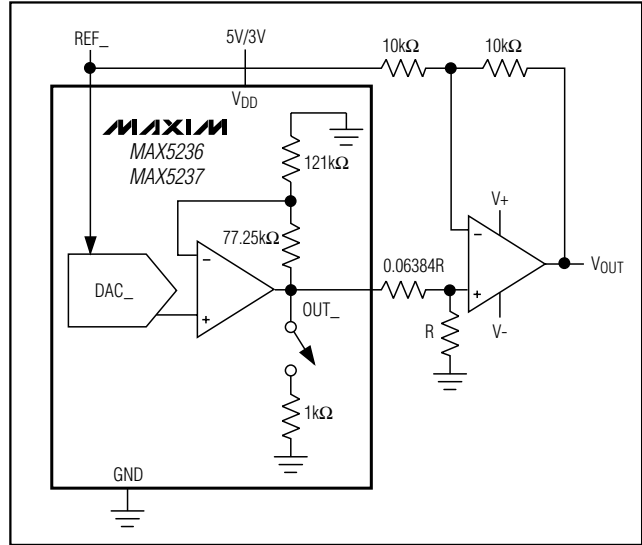 REF_
5V/3V
10kΩ
10kΩ
VDD
MAXIM
MAX5236
MAX5237
121kΩ
77.25kΩ
V+
−
−
0.06384R
VOUT
DAC_
+
OUT_
+
R
V-
1kΩ
GND